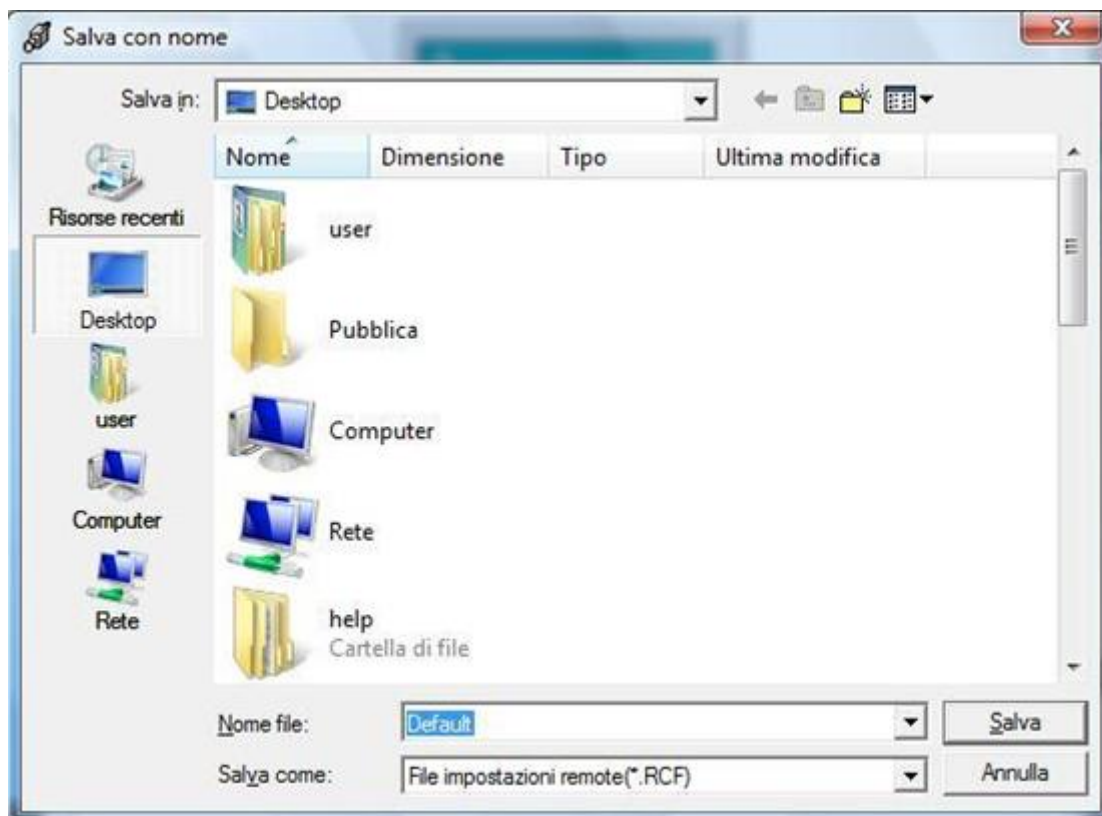 Salva con nome
Salva in: Desktop
Nome Dimensione Tipo Ultima modifica
Risorse recenti
Desktop
user
Computer
Rete
user
Pubblica
Computer
Rete
help
Cartella di file
Nome file: Default Salva
Salva come: File impostazioni remote(*.RCF) Annulla